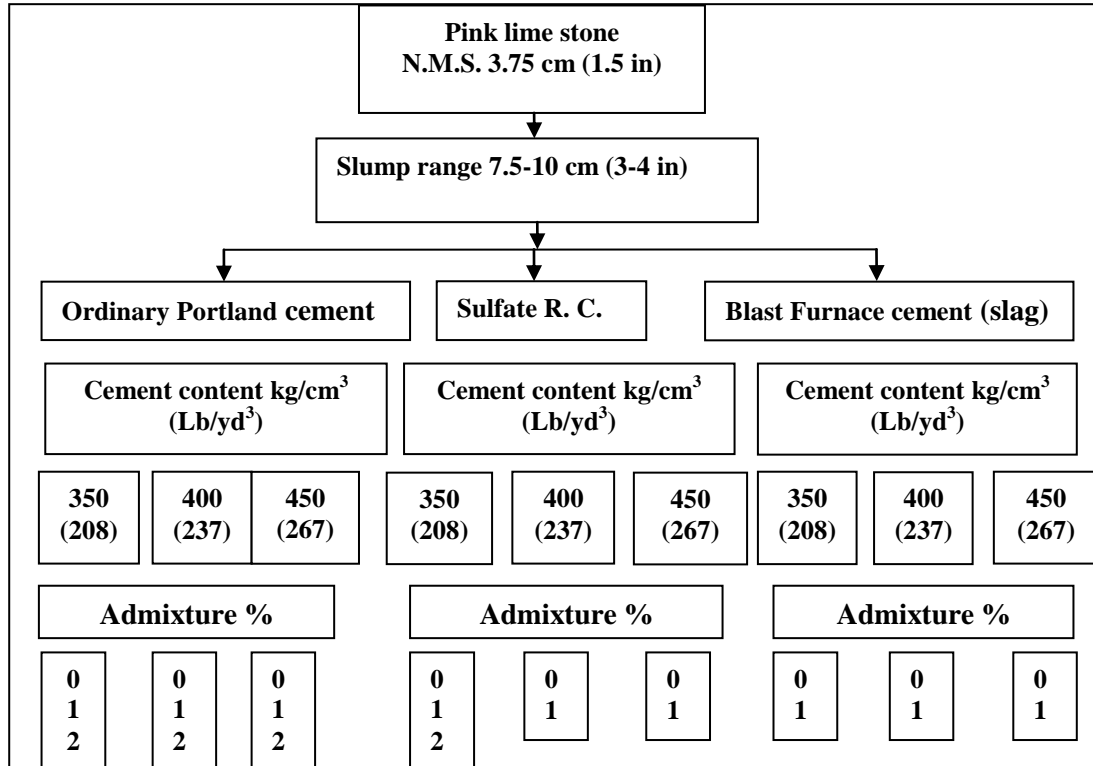 Pink lime stone
N.M.S. 3.75 cm (1.5 in)
Slump range 7.5-10 cm (3-4 in)
Ordinary Portland cement
Sulfate R. C.
Blast Furnace cement (slag)
Cement content kg/cm³
(Lb/yd³)
Cement content kg/cm³
(Lb/yd³)
Cement content kg/cm³
(Lb/yd³)
350
(208)
400
(237)
450
(267)
350
(208)
400
(237)
450
(267)
350
(208)
400
(237)
450
(267)
Admixture %
Admixture %
Admixture %
0
1
2
0
1
2
0
1
2
0
1
2
0
1
0
1
0
1
0
1
0
1